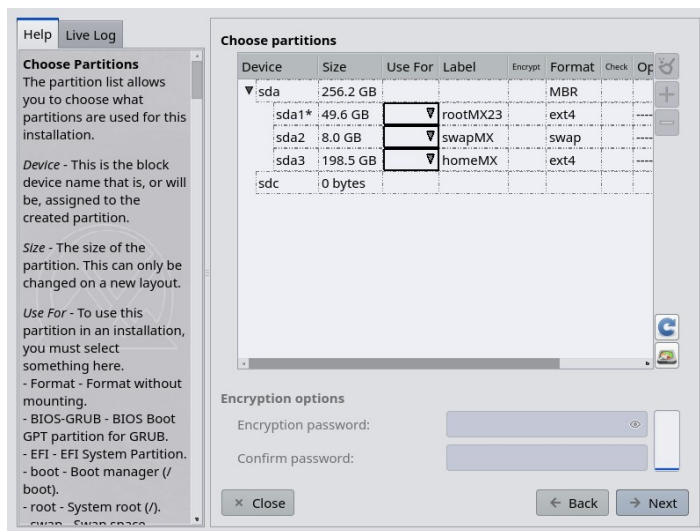 Help
Live Log
Choose Partitions
The partition list allows
you to choose what
partitions are used for this
installation.
Device - This is the block
device name that is, or will
be, assigned to the
created partition.
Size - The size of the
partition. This can only be
changed on a new layout.
Use For - To use this
partition in an installation,
you must select
something here.
- Format - Format without
mounting.
- BIOS-GRUB - BIOS Boot
GPT partition for GRUB.
- EFI - EFI System Partition.
- boot - Boot manager (/
boot).
- root - System root (/).
- swap - Swap space.
Choose partitions
Device Size Use For Label Encrypt Format Check Op
sda 256.2 GB MBR
sda1* 49.6 GB rootMX23 ext4 ----
sda2 8.0 GB swapMX swap ----
sda3 198.5 GB homeMX ext4 ----
sdc 0 bytes
Encryption options
Encryption password:
Confirm password:
× Close
← Back
→ Next